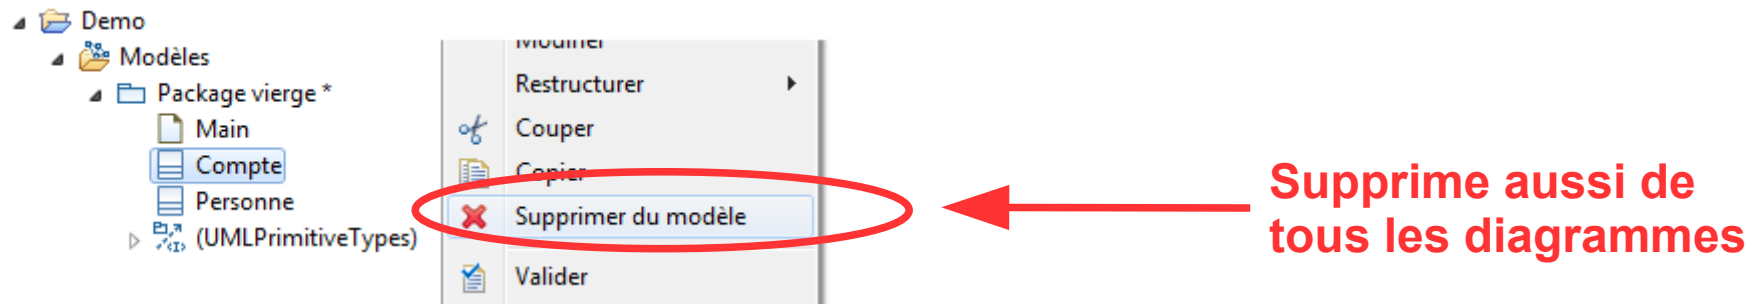 Demo
Modèles
Package vierge *
Main
Compte
Personne
(UMLPrimitiveTypes)
Modifier
Restructurer
Couper
Copier
Supprimer du modèle
Valider
Supprime aussi de
tous les diagrammes